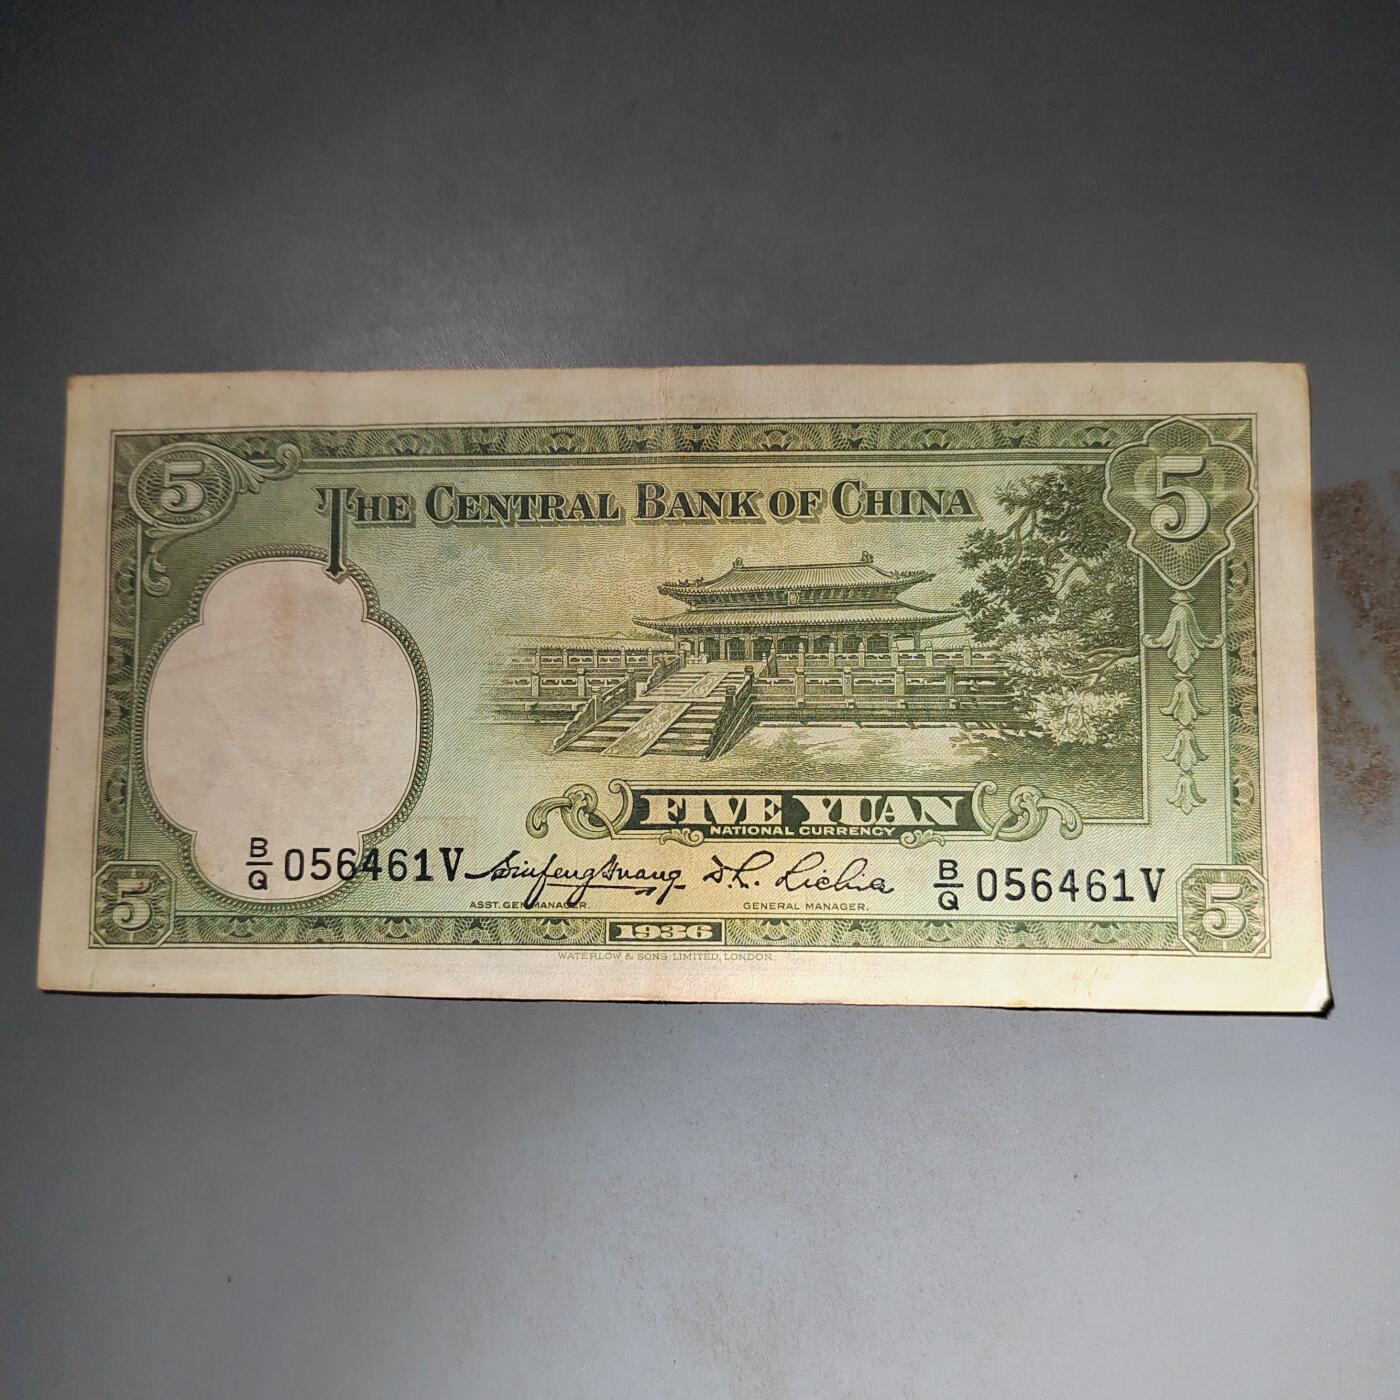 5 5
THE CENTRAL BANK OF CHINA
FIVE YUAN
NATIONAL CURRENCY
B/Q 056461V B/Q 056461V
ASST. GEN MANAGER. GENERAL MANAGER.
5 1936 5
WATERLOW & SONS LIMITED, LONDON.